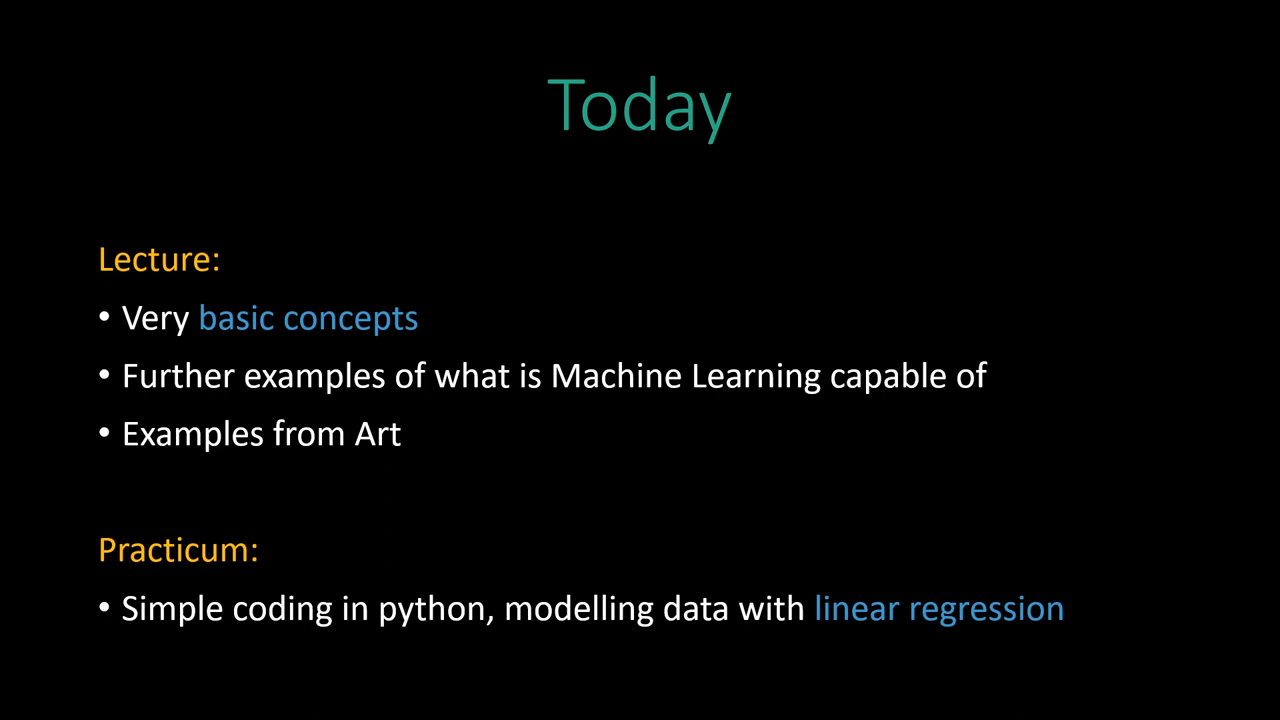 Today
Lecture:
• Very basic concepts
• Further examples of what is Machine Learning capable of
• Examples from Art
Practicum:
• Simple coding in python, modelling data with linear regression